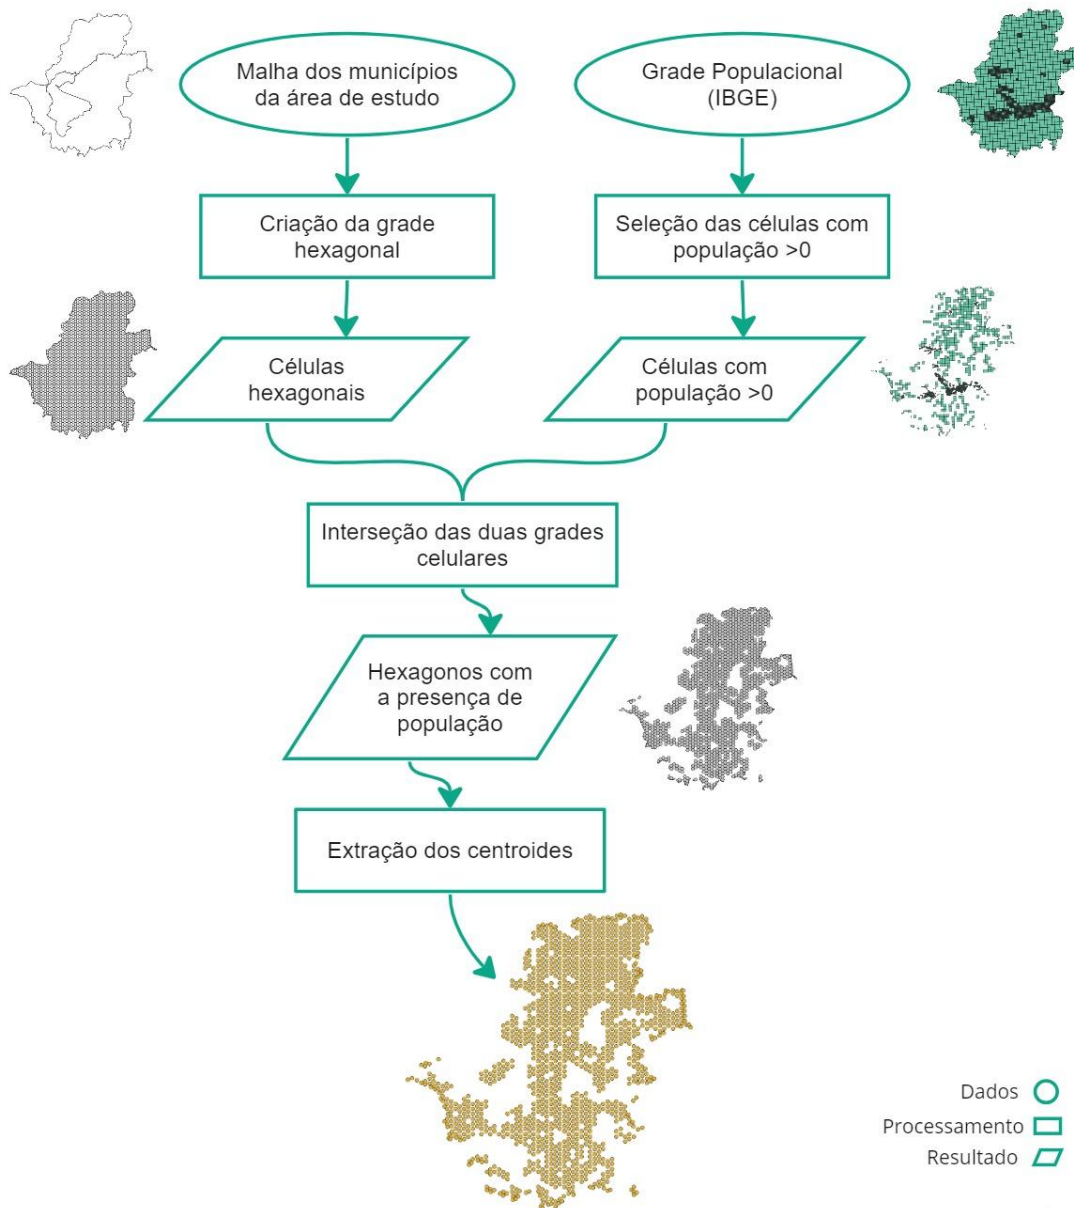 Malha dos municípios
da área de estudo
Grade Populacional
(IBGE)
Criação da grade
hexagonal
Seleção das células com
população >0
Células
hexagonais
Células com
população >0
Interseção das duas grades
celulares
Hexagonos com
a presença de
população
Extração dos centroides
Dados
Processamento
Resultado